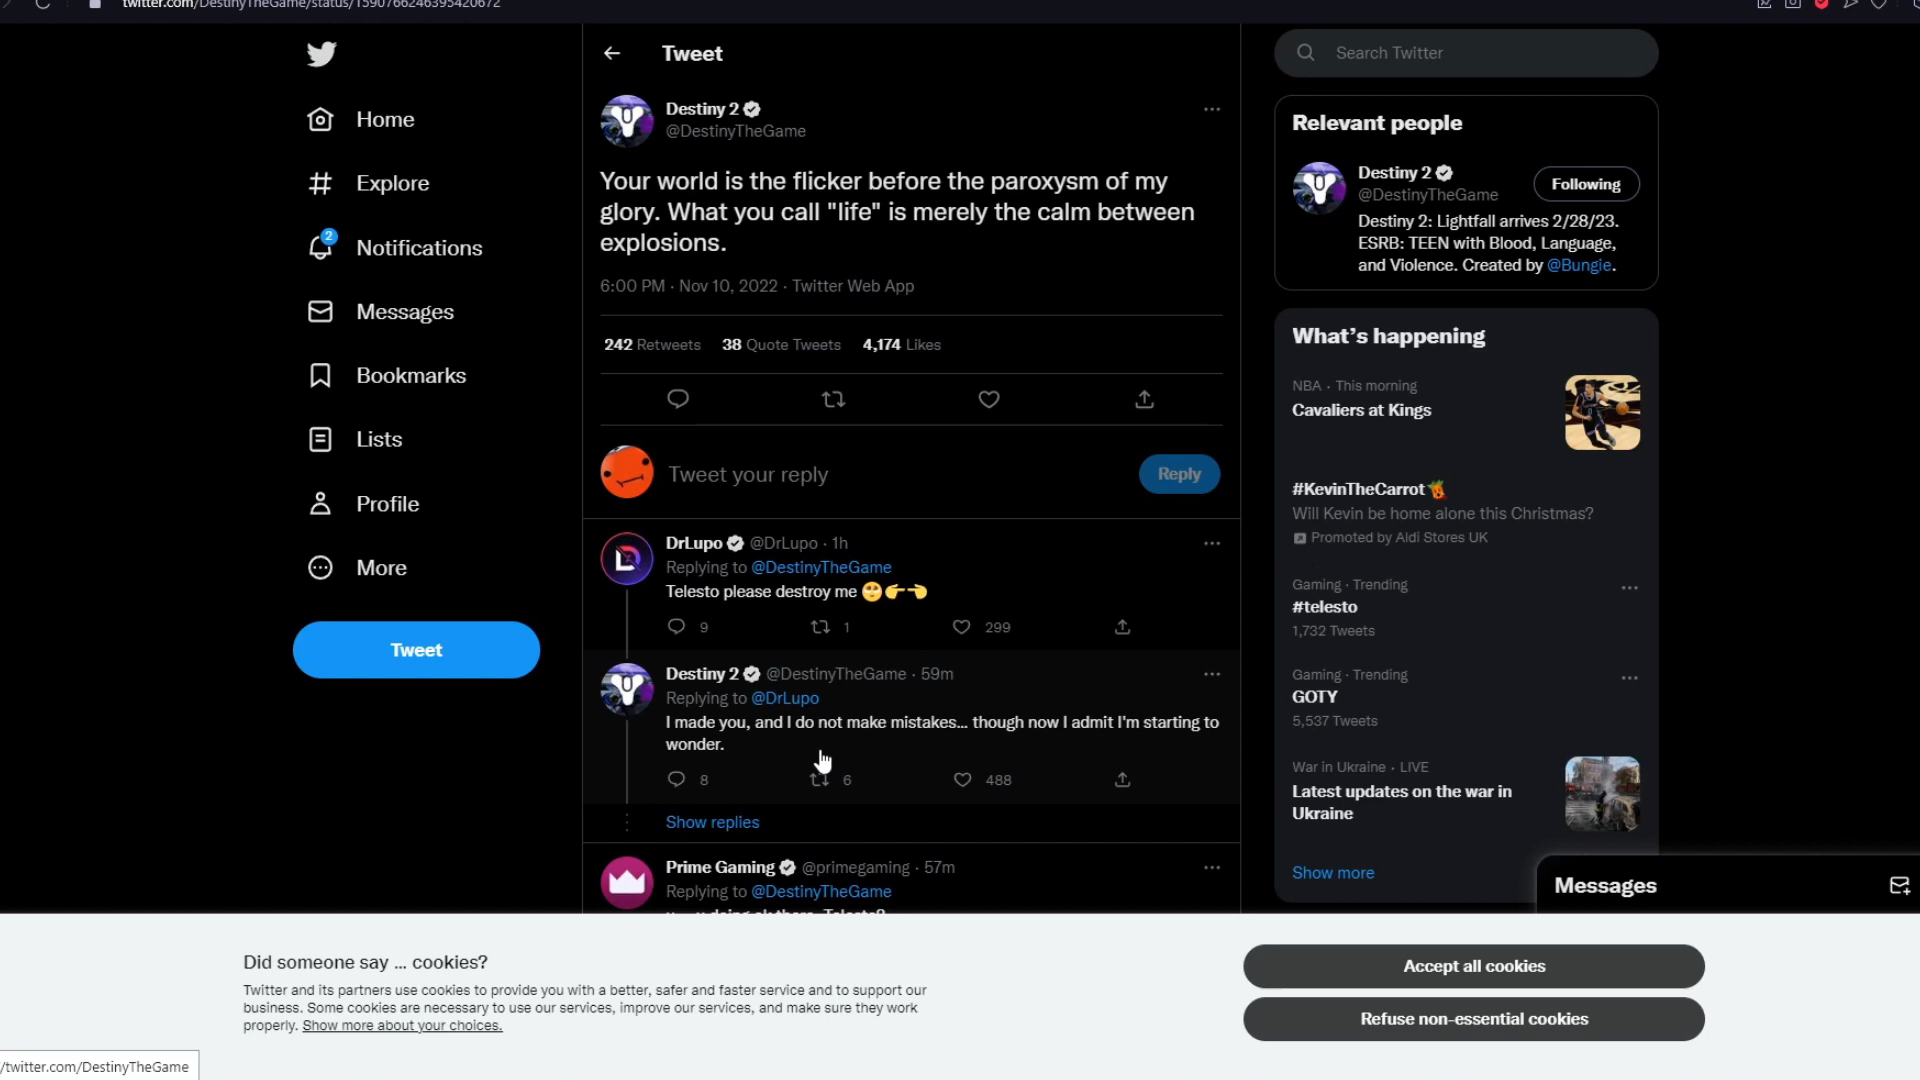 twitter.com/DestinyTheGame/status/1590766246395420672
Home
Explore
2
Notifications
Messages
Bookmarks
Lists
Profile
More
Tweet
Tweet
Destiny 2
@DestinyTheGame
Your world is the flicker before the paroxysm of my
glory. What you call "life" is merely the calm between
explosions.
6:00 PM · Nov 10, 2022 · Twitter Web App
242 Retweets 38 Quote Tweets 4,174 Likes
Tweet your reply
Reply
DrLupo @DrLupo · 1h
Replying to @DestinyTheGame
Telesto please destroy me 🥺👉👈
9 1 299
Destiny 2 @DestinyTheGame · 59m
Replying to @DrLupo
I made you, and I do not make mistakes... though now I admit I'm starting to
wonder.
8 6 488
Show replies
Prime Gaming @primegaming · 57m
Replying to @DestinyTheGame
Search Twitter
Relevant people
Destiny 2
@DestinyTheGame
Following
Destiny 2: Lightfall arrives 2/28/23.
ESRB: TEEN with Blood, Language,
and Violence. Created by @Bungie.
What's happening
NBA · This morning
Cavaliers at Kings
#KevinTheCarrot🥕
Will Kevin be home alone this Christmas?
Promoted by Aldi Stores UK
Gaming · Trending
#telesto
1,732 Tweets
Gaming · Trending
GOTY
5,537 Tweets
War in Ukraine · LIVE
Latest updates on the war in
Ukraine
Show more
Messages
Did someone say ... cookies?
Twitter and its partners use cookies to provide you with a better, safer and faster service and to support our
business. Some cookies are necessary to use our services, improve our services, and make sure they work
properly. Show more about your choices.
Accept all cookies
Refuse non-essential cookies
/twitter.com/DestinyTheGame